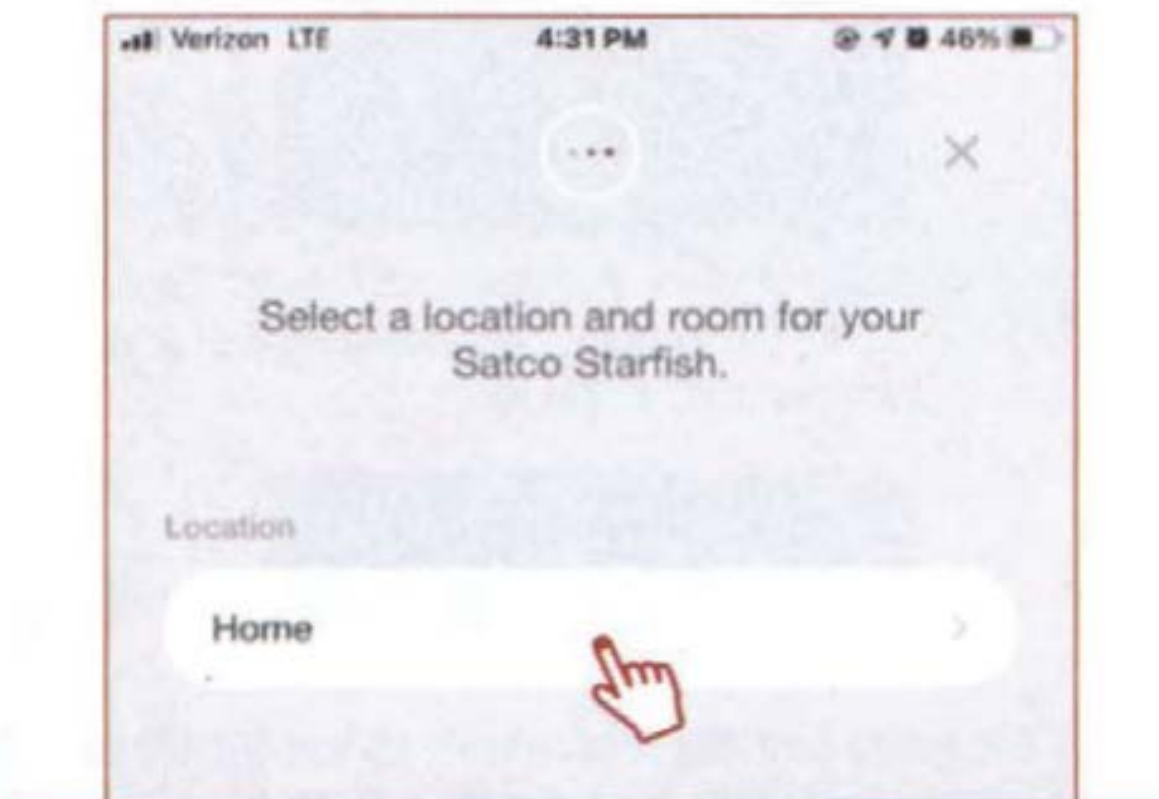 Verizon LTE 4:31 PM 46%
Select a location and room for your
Satco Starfish.
Location
Home